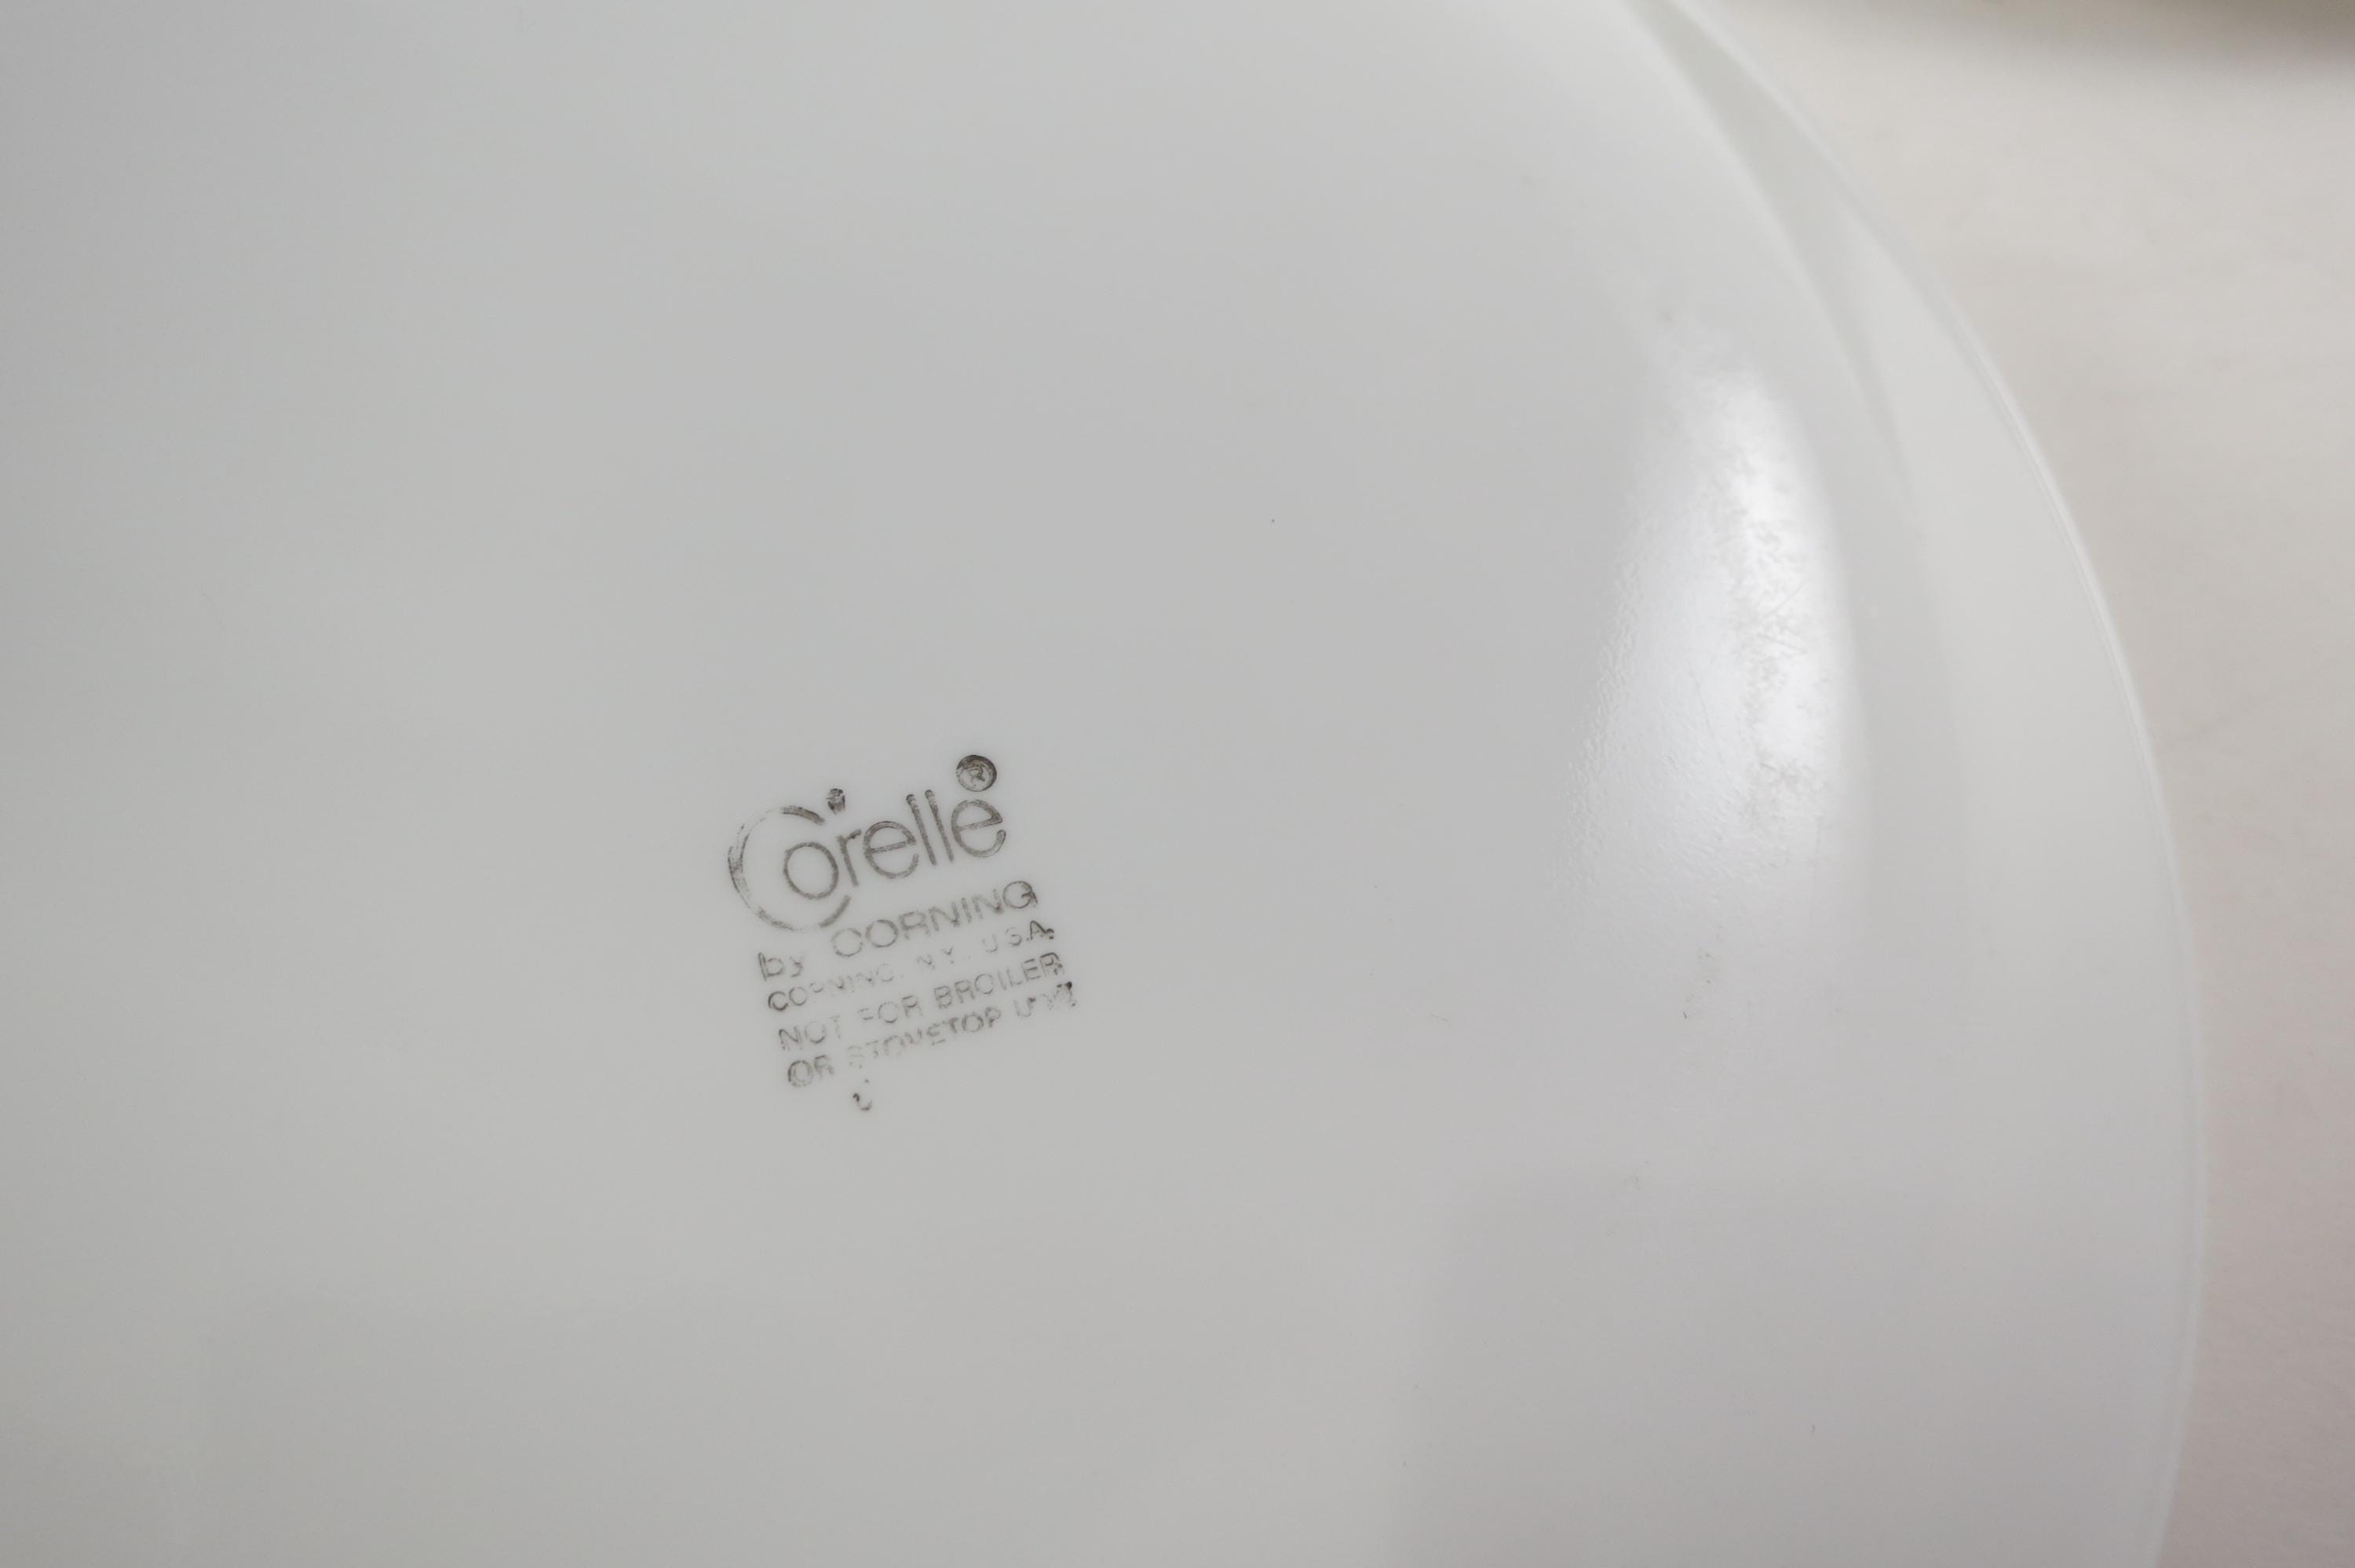 Corelle®
by CORNING
CORNING, N.Y., U.S.A.
NOT FOR BROILER
OR STOVETOP USE